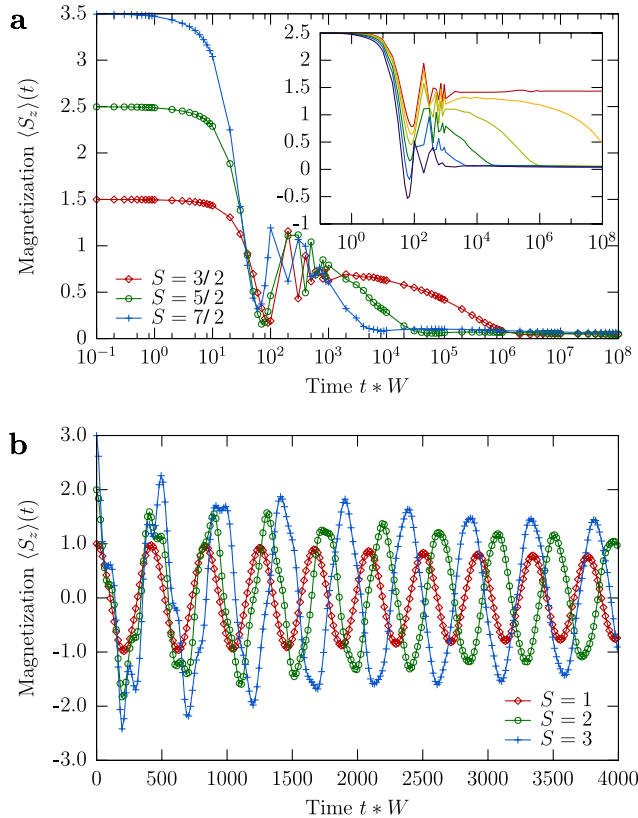 a
Magnetization ⟨S_z⟩(t)
3.5
3
2.5
2
1.5
1
0.5
0
S = 3/2
S = 5/2
S = 7/2
2.5
2
1.5
1
0.5
0
-0.5
-1
10^0 10^2 10^4 10^6 10^8
10^−1 10^0 10^1 10^2 10^3 10^4 10^5 10^6 10^7 10^8
Time t ∗ W
b
Magnetization ⟨S_z⟩(t)
3.0
2.0
1.0
0.0
-1.0
-2.0
-3.0
S = 1
S = 2
S = 3
0 500 1000 1500 2000 2500 3000 3500 4000
Time t ∗ W